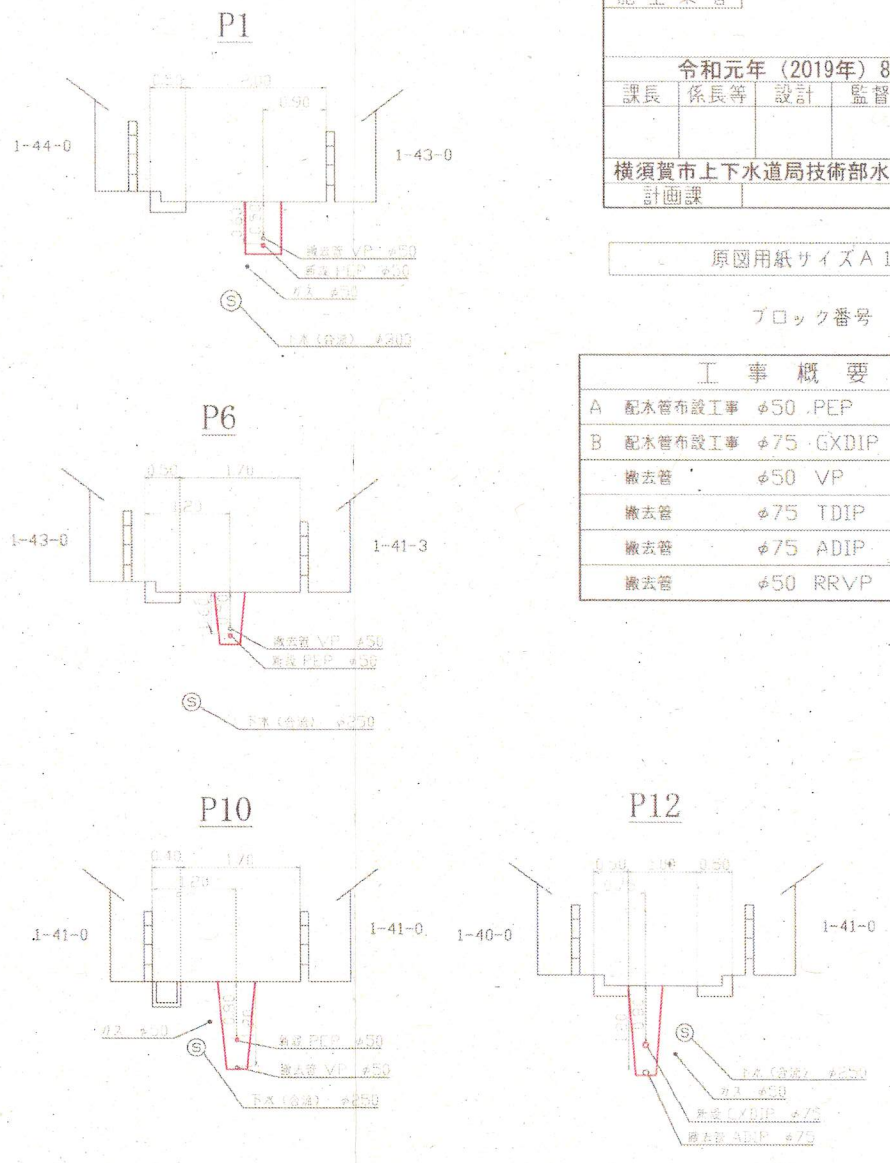 P1
0.90
1-44-0
1-43-0
撤去管 VP φ50
新設 PEP φ50
ガス φ50
S
下水(合流)
令和元年(2019年)8
課長 係長等 設計 監督
横須賀市上下水道局技術部水
計画課
原図用紙サイズA1
ブロック番号
工事概要
A 配水管布設工事 φ50 PEP
B 配水管布設工事 φ75 GXDIP
撤去管 φ50 VP
撤去管 φ75 TDIP
撤去管 φ75 ADIP
撤去管 φ50 RRVP
P6
0.50 1.70
1-43-0
1-41-3
撤去管 VP φ50
新設 PEP φ50
S
下水(合流) φ250
P10
0.40 1.70
1-41-0
1-41-0
ガス φ50
新設 PEP φ50
S
撤去管 VP φ50
下水(合流) φ250
P12
0.50 0.50
1-40-0
1-41-0
S
下水(合流) φ250
ガス φ50
新設 GXDIP φ75
撤去管 ADIP φ75